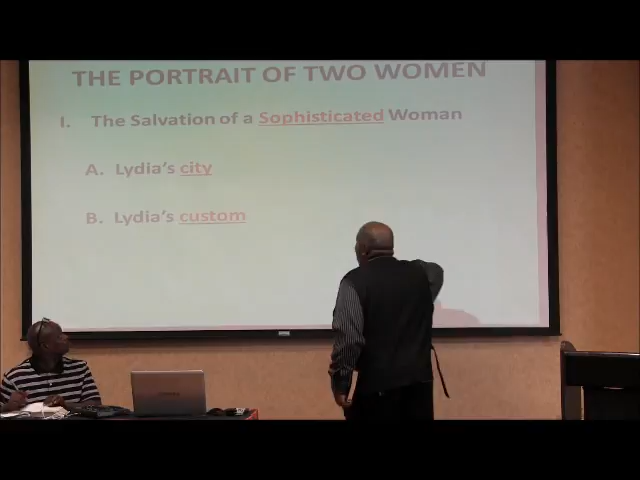 THE PORTRAIT OF TWO WOMEN
I. The Salvation of a Sophisticated Woman
A. Lydia's city
B. Lydia's custom